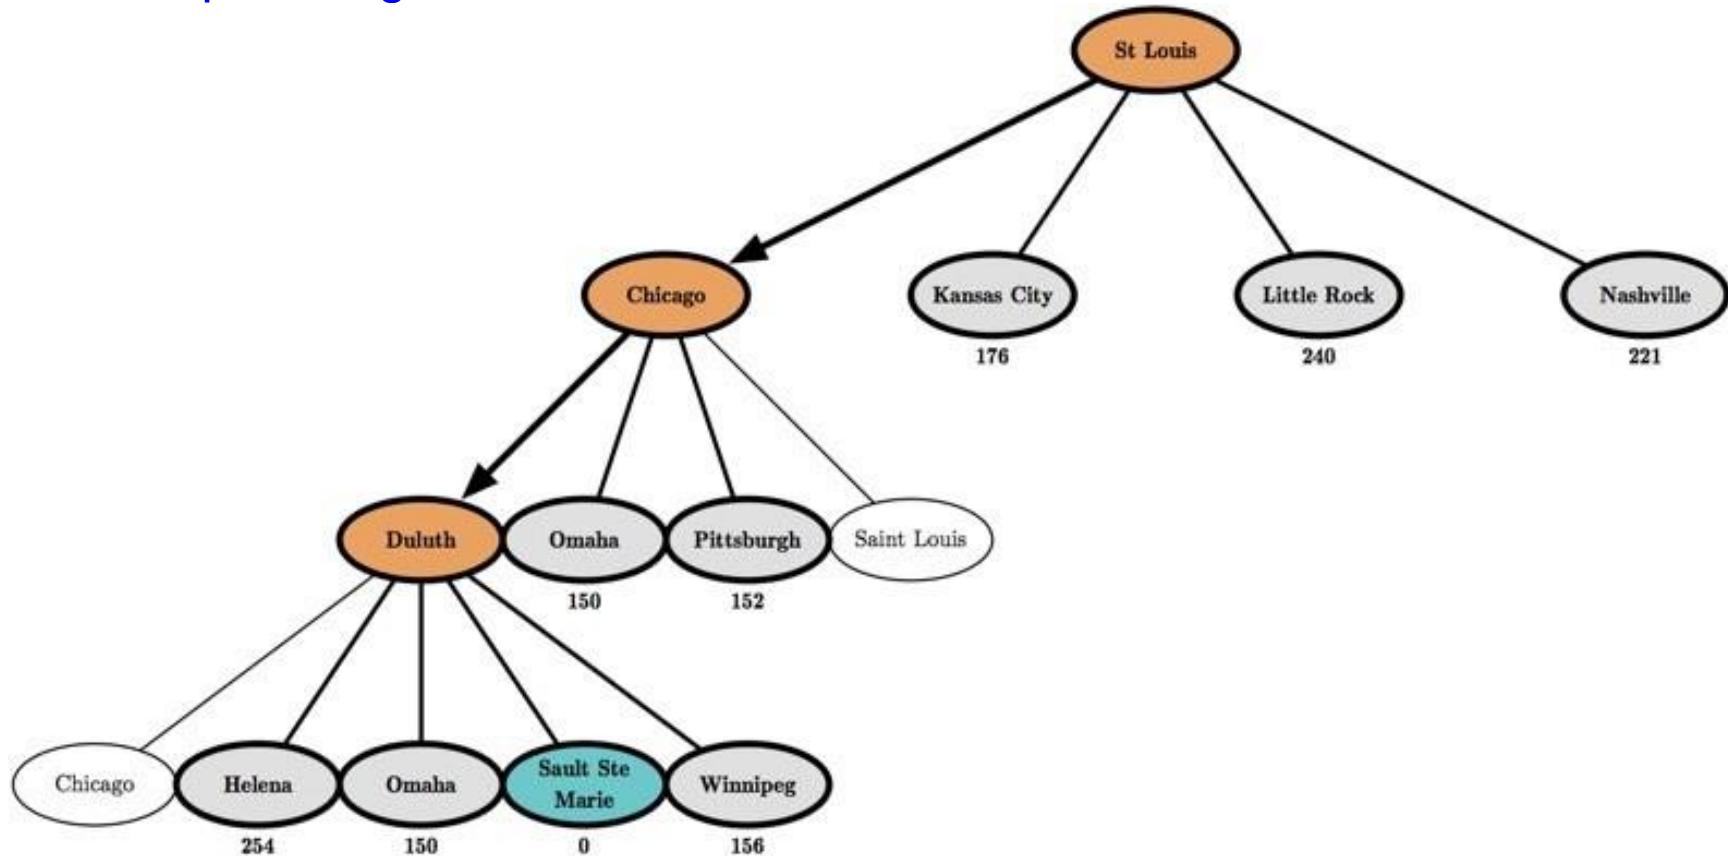 St Louis
Chicago
Kansas City
Little Rock
Nashville
176
240
221
Duluth
Omaha
Pittsburgh
Saint Louis
150
152
Chicago
Helena
Omaha
Sault Ste
Marie
Winnipeg
254
150
0
156